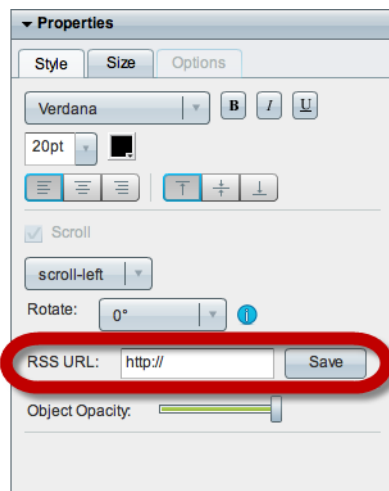 Properties
Style Size Options
Verdana B I U
20pt
Scroll
scroll-left
Rotate: 0° i
RSS URL: http:// Save
Object Opacity: